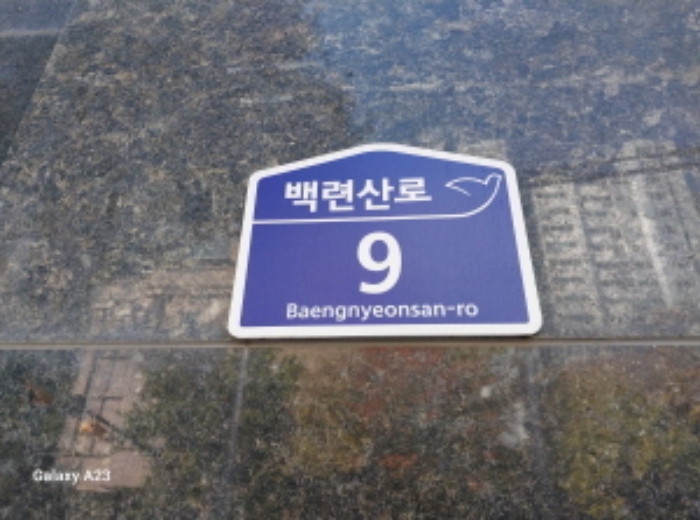 백련산로
9
Baengnyeonsan-ro
Galaxy A23